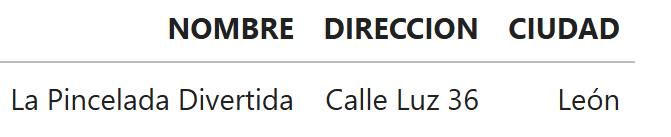 NOMBRE DIRECCION CIUDAD
La Pincelada Divertida Calle Luz 36 León